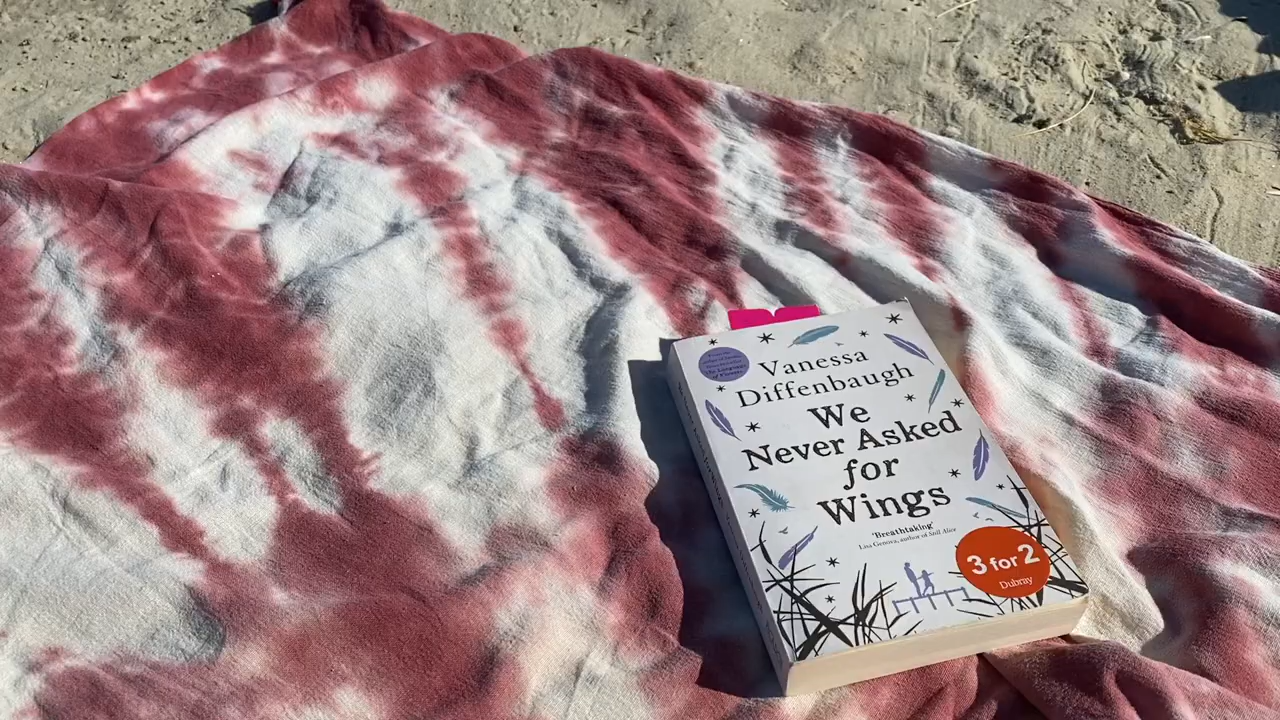 Vanessa
Diffenbaugh
We
Never Asked
for
Wings
'Breathtaking'
Lisa Genova, author of Still Alice
3 for 2
Dubray